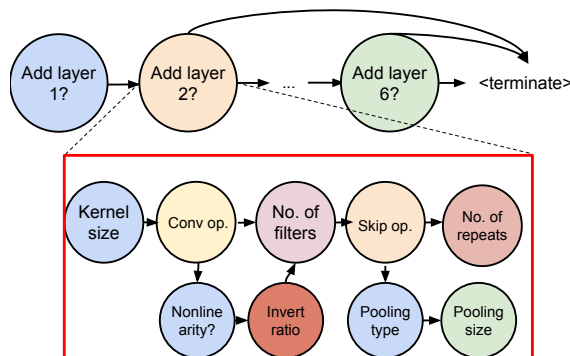 Add layer
1?
Add layer
2?
...
Add layer
6?
<terminate>
Kernel
size
Conv op.
No. of
filters
Skip op.
No. of
repeats
Nonline
arity?
Invert
ratio
Pooling
type
Pooling
size